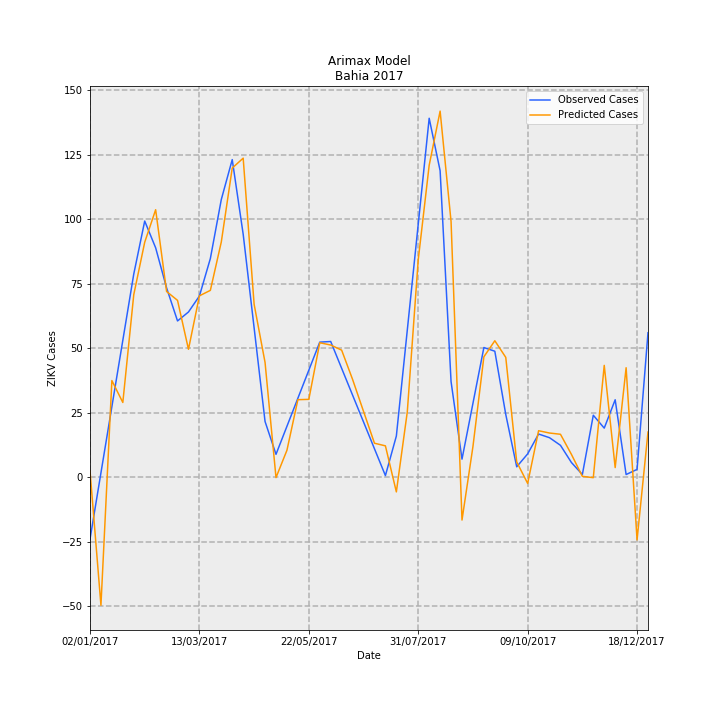 Arimax Model
Bahia 2017
Observed Cases
Predicted Cases
150
125
100
75
50
25
0
−25
−50
ZIKV Cases
02/01/2017 13/03/2017 22/05/2017 31/07/2017 09/10/2017 18/12/2017
Date